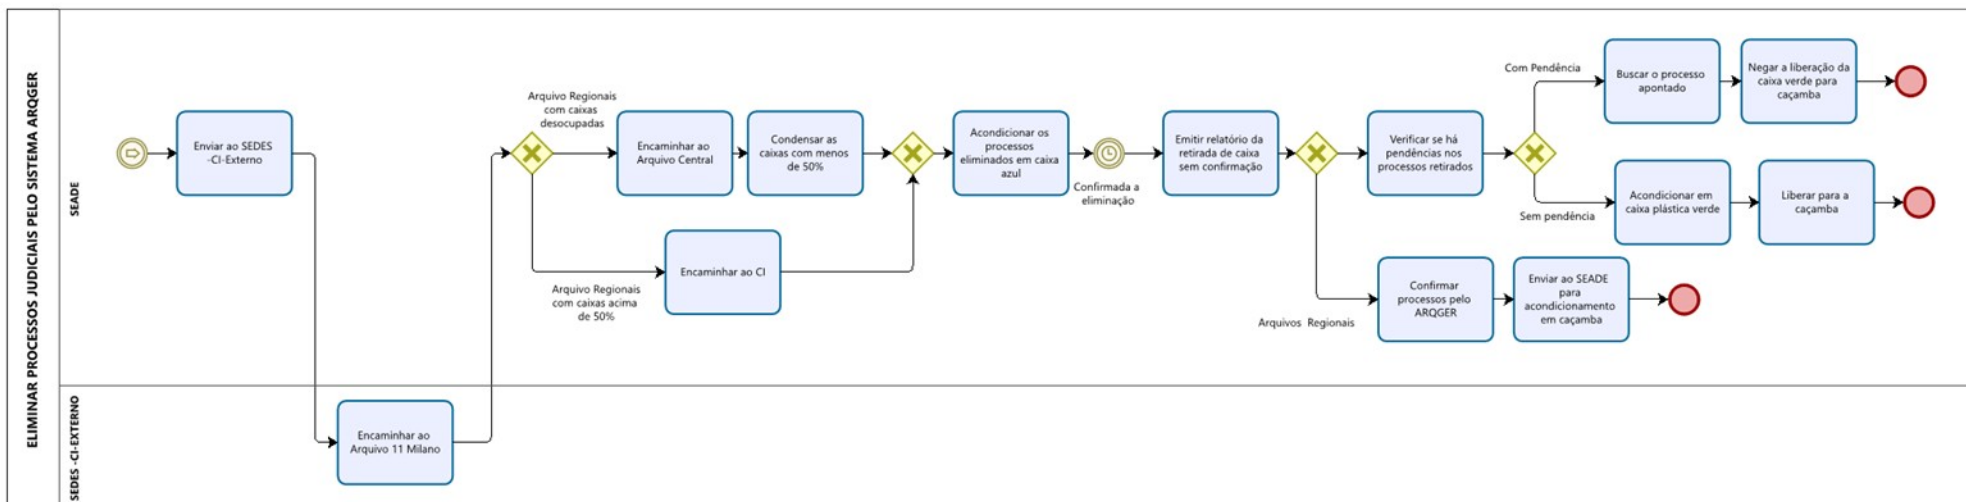 ELIMINAR PROCESSOS JUDICIAIS PELO SISTEMA ARQGER
SEADE
Enviar ao SEDES
-CI-Externo
Arquivo Regionais
com caixas
desocupadas
Encaminhar ao
Arquivo Central
Condensar as
caixas com menos
de 50%
Arquivo Regionais
com caixas acima
de 50%
Encaminhar ao CI
Acondicionar os
processos
eliminados em caixa
azul
Confirmada a
eliminação
Emitir relatório da
retirada de caixa
sem confirmação
Verificar se há
pendências nos
processos retirados
Com Pendência
Buscar o processo
apontado
Negar a liberação da
caixa verde para
caçamba
Sem pendência
Acondicionar em
caixa plástica verde
Liberar para a
caçamba
Arquivos Regionais
Confirmar
processos pelo
ARQGER
Enviar ao SEADE
para
acondicionamento
em caçamba
SEDES -CI-EXTERNO
Encaminhar ao
Arquivo 11 Milano